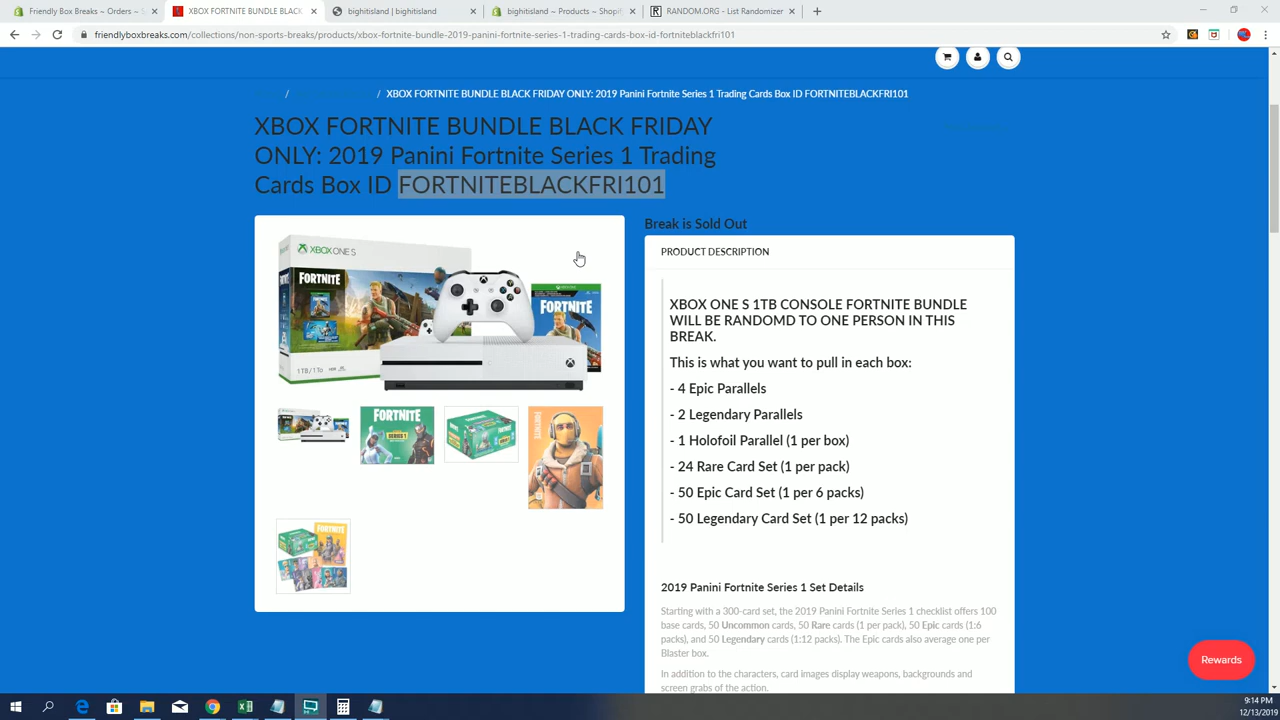 Friendly Box Breaks ~ Orders ~ S
XBOX FORTNITE BUNDLE BLACK
bighitisland | bighitisland
bighitisland ~ Products ~ Shopif
RANDOM.ORG - List Randomizer
friendlyboxbreaks.com/collections/non-sports-breaks/products/xbox-fortnite-bundle-2019-panini-fortnite-series-1-trading-cards-box-id-fortniteblackfri101
/ / XBOX FORTNITE BUNDLE BLACK FRIDAY ONLY: 2019 Panini Fortnite Series 1 Trading Cards Box ID FORTNITEBLACKFRI101
XBOX FORTNITE BUNDLE BLACK FRIDAY
ONLY: 2019 Panini Fortnite Series 1 Trading
Cards Box ID FORTNITEBLACKFRI101
XBOX ONE S
FORTNITE
FORTNITE
1TB / 1To
FORTNITE
SERIES 1
Break is Sold Out
PRODUCT DESCRIPTION
XBOX ONE S 1TB CONSOLE FORTNITE BUNDLE
WILL BE RANDOMD TO ONE PERSON IN THIS
BREAK.
This is what you want to pull in each box:
- 4 Epic Parallels
- 2 Legendary Parallels
- 1 Holofoil Parallel (1 per box)
- 24 Rare Card Set (1 per pack)
- 50 Epic Card Set (1 per 6 packs)
- 50 Legendary Card Set (1 per 12 packs)
2019 Panini Fortnite Series 1 Set Details
Starting with a 300-card set, the 2019 Panini Fortnite Series 1 checklist offers 100
base cards, 50 Uncommon cards, 50 Rare cards (1 per pack), 50 Epic cards (1:6
packs), and 50 Legendary cards (1:12 packs). The Epic cards also average one per
Blaster box.
In addition to the characters, card images display weapons, backgrounds and
screen grabs of the action.
Rewards
9:14 PM
12/13/2019